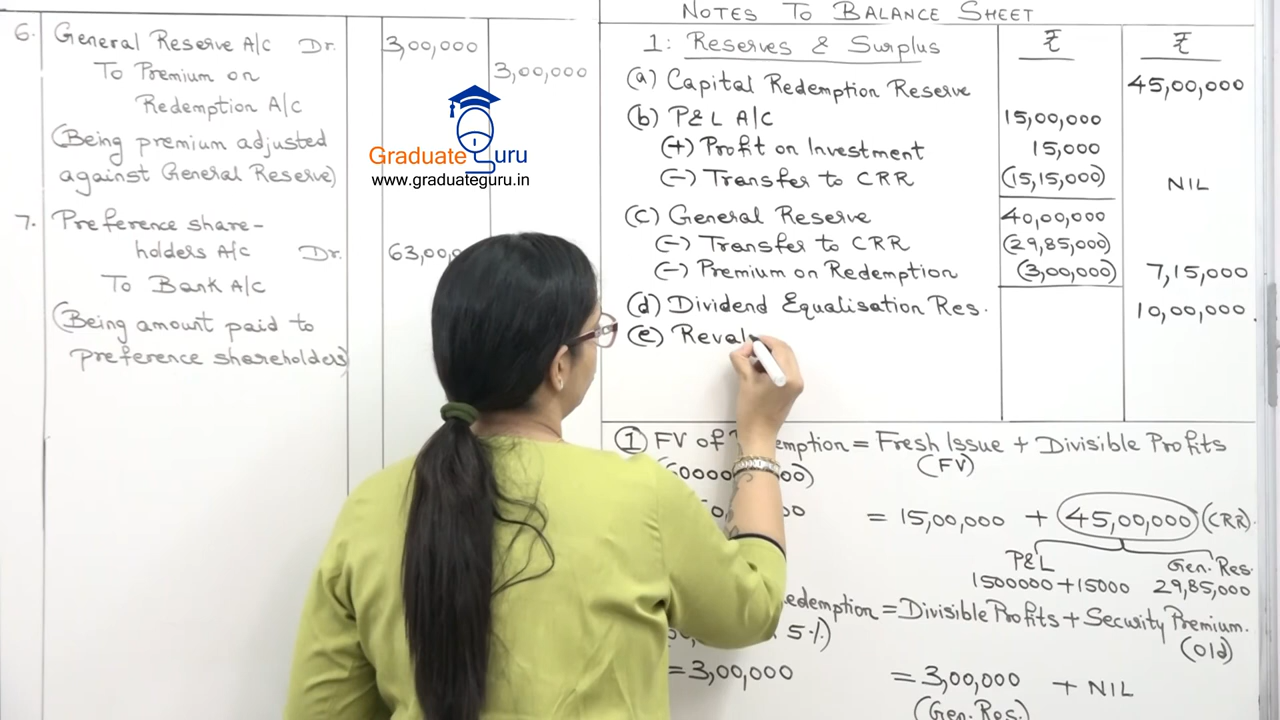 6. General Reserve A/c Dr. 3,00,000
To Premium on 3,00,000
Redemption A/c
(Being premium adjusted
against General Reserve)
7. Preference share-
holders A/c Dr.
To Bank A/c
(Being amount paid to
preference shareholders)
Graduate Guru
www.graduateguru.in
NOTES TO BALANCE SHEET
1: Reserves & Surplus ₹ ₹
(a) Capital Redemption Reserve 45,00,000
(b) P&L A/C 15,00,000
(+) Profit on Investment 15,000
(-) Transfer to CRR (15,15,000) NIL
(c) General Reserve 40,00,000
(-) Transfer to CRR (29,85,000)
(-) Premium on Redemption (3,00,000) 7,15,000
(d) Dividend Equalisation Res. 10,00,000.
(e) Reval
1 FV of emption = Fresh Issue + Divisible Profits
(FV)
= 15,00,000 + 45,00,000 (CRR).
P&L Gen. Res.
1500000 + 15000 29,85,000
edemption = Divisible Profits + Security Premium.
5%) (Old)
= 3,00,000 = 3,00,000 + NIL
(Gen. Res.)